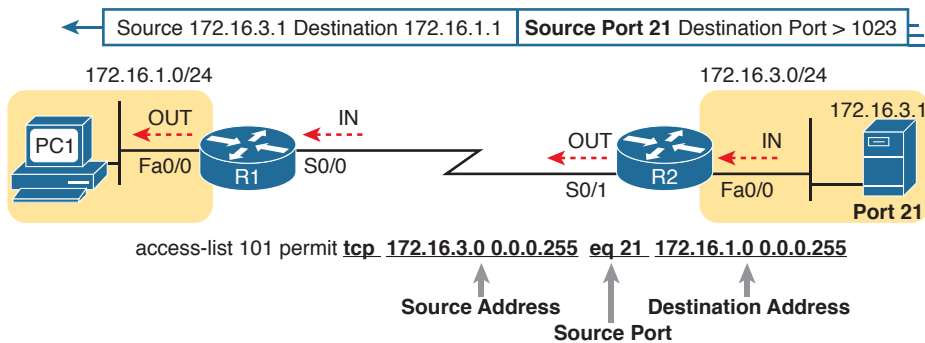 Source 172.16.3.1 Destination 172.16.1.1 Source Port 21 Destination Port > 1023
172.16.1.0/24 172.16.3.0/24
172.16.3.1
OUT IN OUT IN
PC1
R1 R2
Fa0/0 S0/0 S0/1 Fa0/0
Port 21
access-list 101 permit tcp 172.16.3.0 0.0.0.255 eq 21 172.16.1.0 0.0.0.255
Source Address Destination Address
Source Port